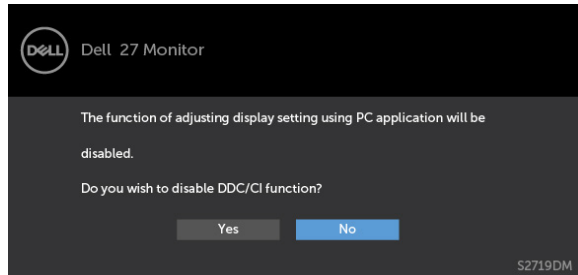 DELL
Dell 27 Monitor
The function of adjusting display setting using PC application will be
disabled.
Do you wish to disable DDC/CI function?
Yes No
S2719DM